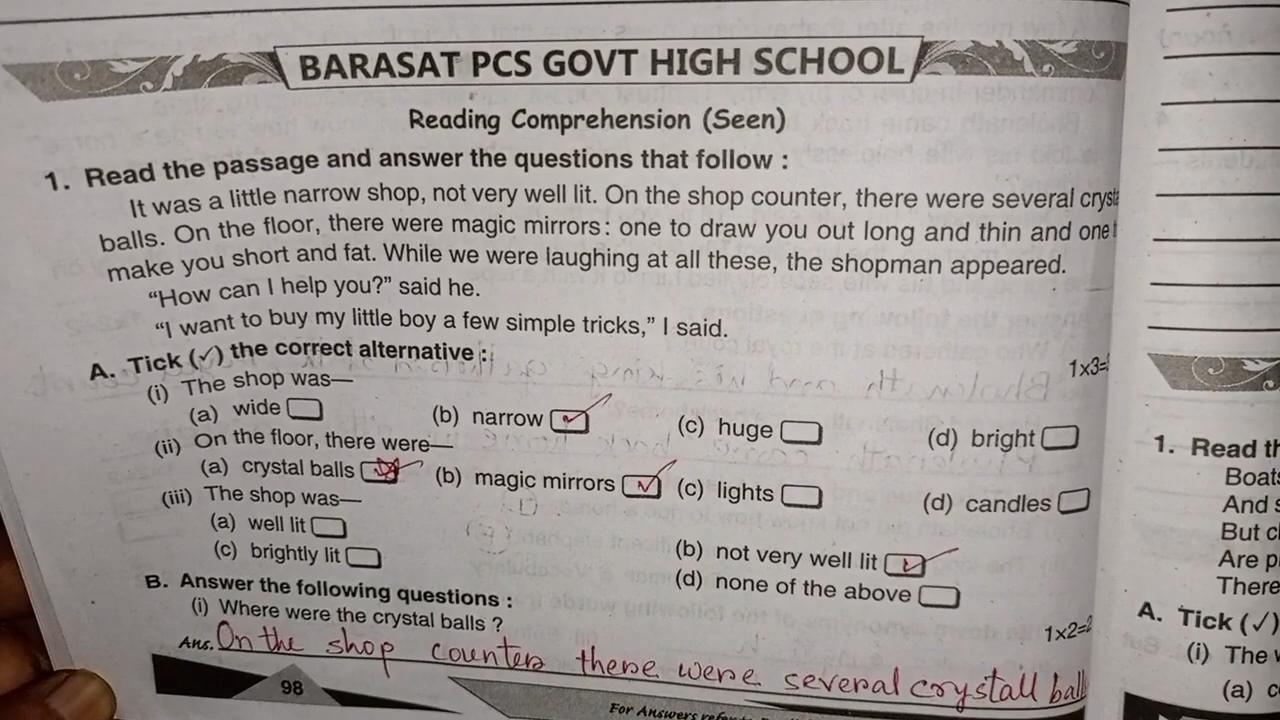 BARASAT PCS GOVT HIGH SCHOOL
Reading Comprehension (Seen)
1. Read the passage and answer the questions that follow :
It was a little narrow shop, not very well lit. On the shop counter, there were several crysta
balls. On the floor, there were magic mirrors: one to draw you out long and thin and one
make you short and fat. While we were laughing at all these, the shopman appeared.
“How can I help you?” said he.
“I want to buy my little boy a few simple tricks,” I said.
A. Tick (✓) the correct alternative :
1x3=
(i) The shop was—
(a) wide (b) narrow ✓ (c) huge (d) bright
(ii) On the floor, there were—
(a) crystal balls (b) magic mirrors ✓ (c) lights (d) candles
(iii) The shop was—
(a) well lit (b) not very well lit ✓
(c) brightly lit (d) none of the above
B. Answer the following questions :
1x2=2
(i) Where were the crystal balls ?
Ans. On the shop counter there were several crystall ball
98
For Answers refer
1. Read th
Boats
And s
But c
Are p
There
A. Tick (✓)
(i) The
(a) c